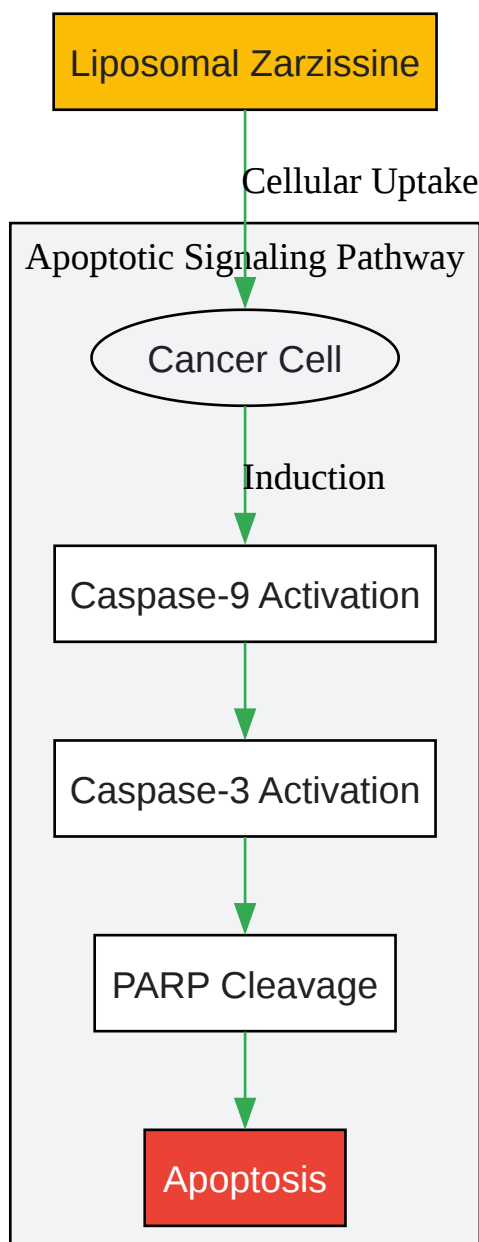 Liposomal Zarzissine
Cellular Uptake
Apoptotic Signaling Pathway
Cancer Cell
Induction
Caspase-9 Activation
Caspase-3 Activation
PARP Cleavage
Apoptosis